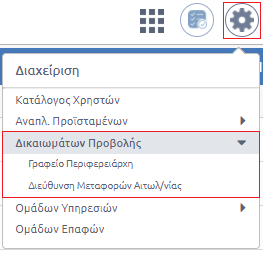 Διαχείριση
Κατάλογος Χρηστών
Αναπλ. Προϊσταμένων
Δικαιωμάτων Προβολής
Γραφείο Περιφερειάρχη
Διεύθυνση Μεταφορών Αιτωλ/νίας
Ομάδων Υπηρεσιών
Ομάδων Επαφών